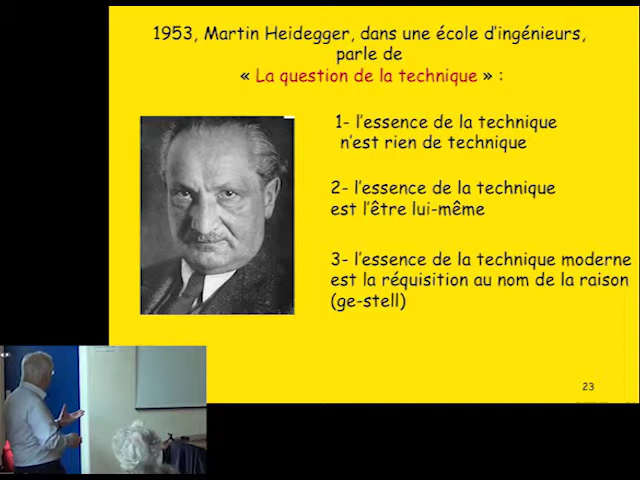 1953, Martin Heidegger, dans une école d'ingénieurs,
parle de
« La question de la technique » :
1- l'essence de la technique
n'est rien de technique
2- l'essence de la technique
est l'être lui-même
3- l'essence de la technique moderne
est la réquisition au nom de la raison
(ge-stell)
23